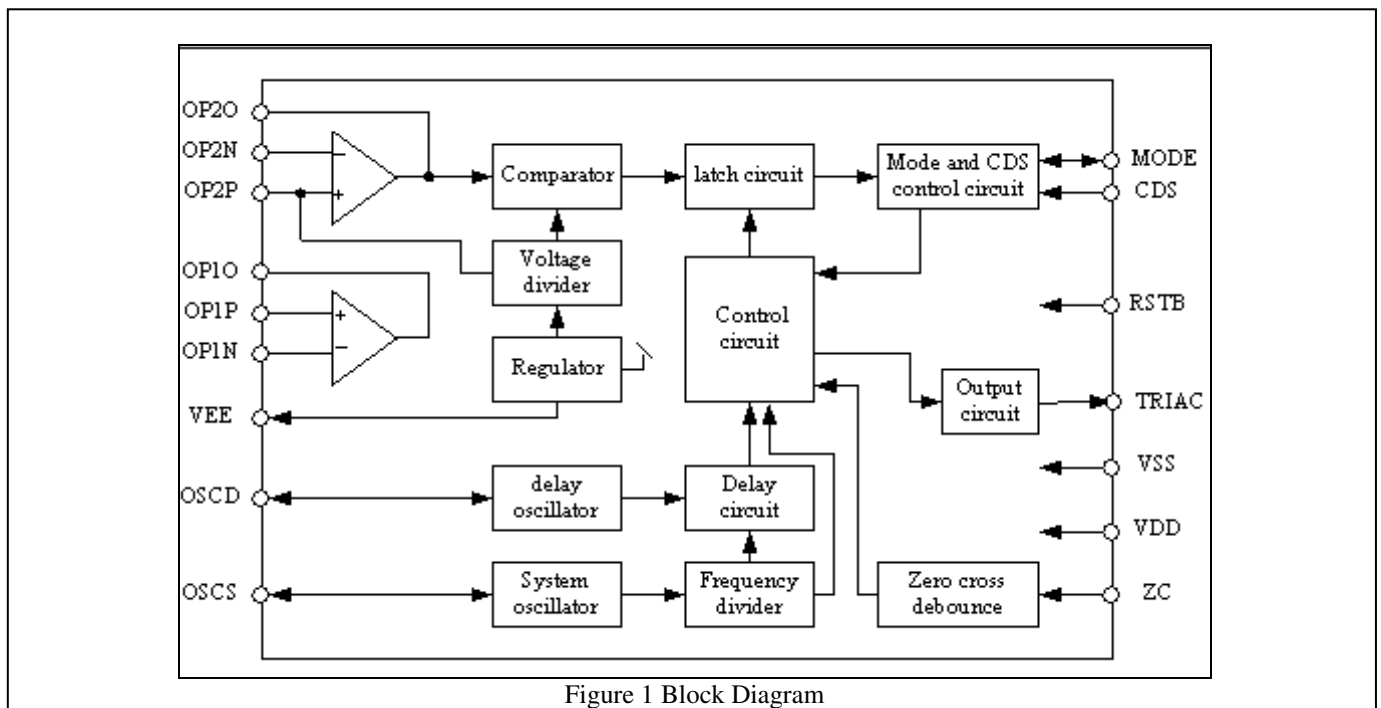 OP2O
OP2N
OP2P
OP1O
OP1P
OP1N
VEE
OSCD
OSCS
−
+
+
−
Comparator
latch circuit
Mode and CDS
control circuit
Voltage
divider
Regulator
Control
circuit
Output
circuit
delay
oscillator
Delay
circuit
System
oscillator
Frequency
divider
Zero cross
debounce
MODE
CDS
RSTB
TRIAC
VSS
VDD
ZC
Figure 1 Block Diagram